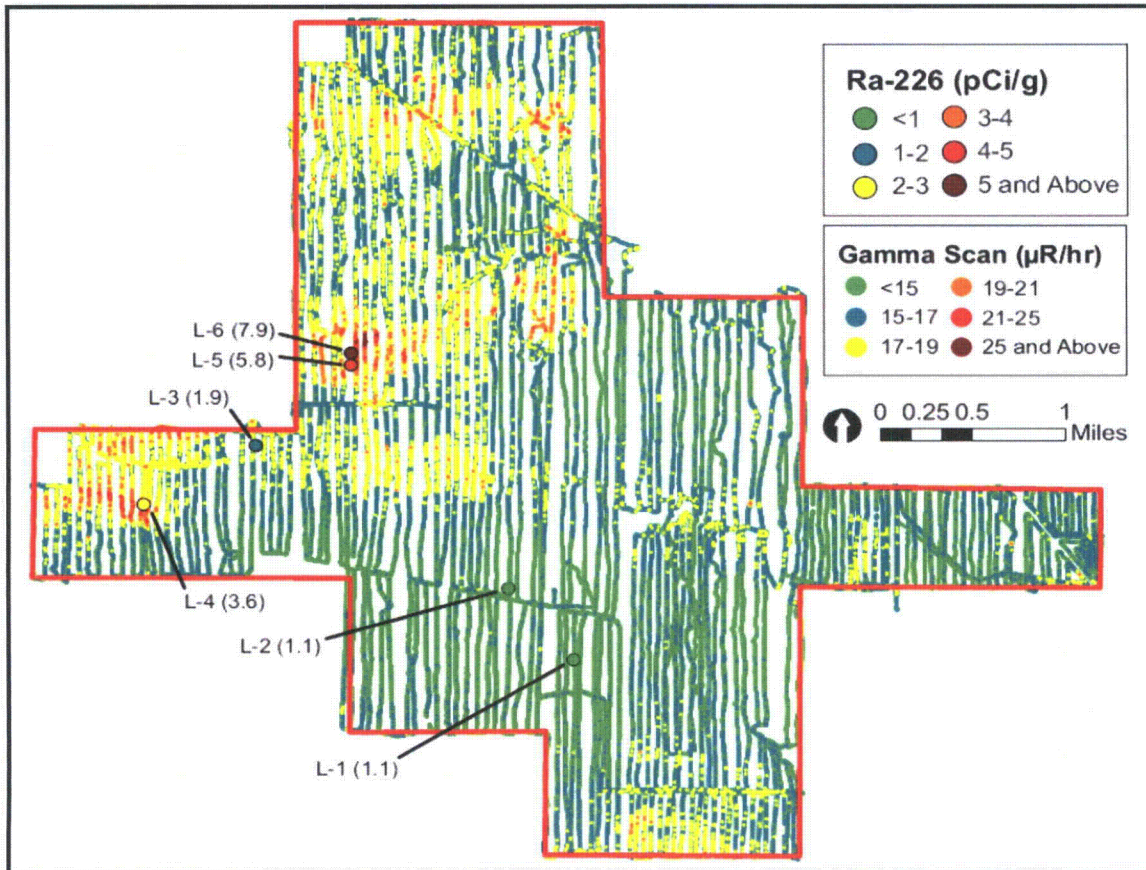 Ra-226 (pCi/g)
<1
3-4
1-2
4-5
2-3
5 and Above
Gamma Scan (µR/hr)
<15
19-21
15-17
21-25
17-19
25 and Above
0 0.25 0.5 1
Miles
L-6 (7.9)
L-5 (5.8)
L-3 (1.9)
L-4 (3.6)
L-2 (1.1)
L-1 (1.1)